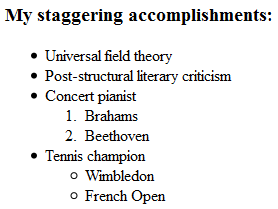 My staggering accomplishments:
• Universal field theory
• Post-structural literary criticism
• Concert pianist
1. Brahams
2. Beethoven
• Tennis champion
○ Wimbledon
○ French Open